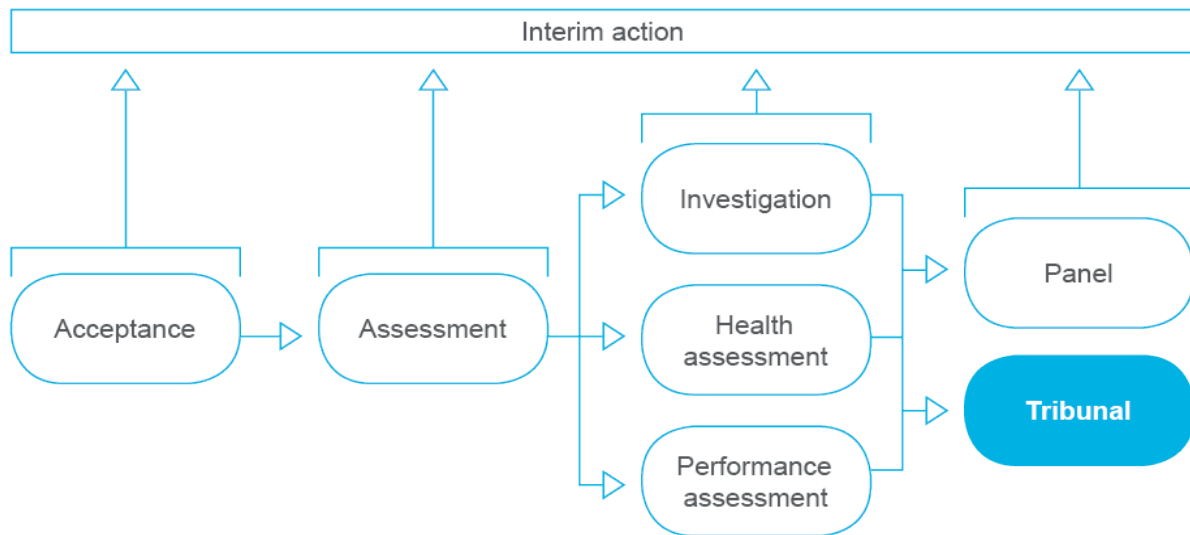 Interim action
Acceptance
Assessment
Investigation
Health
assessment
Performance
assessment
Panel
Tribunal